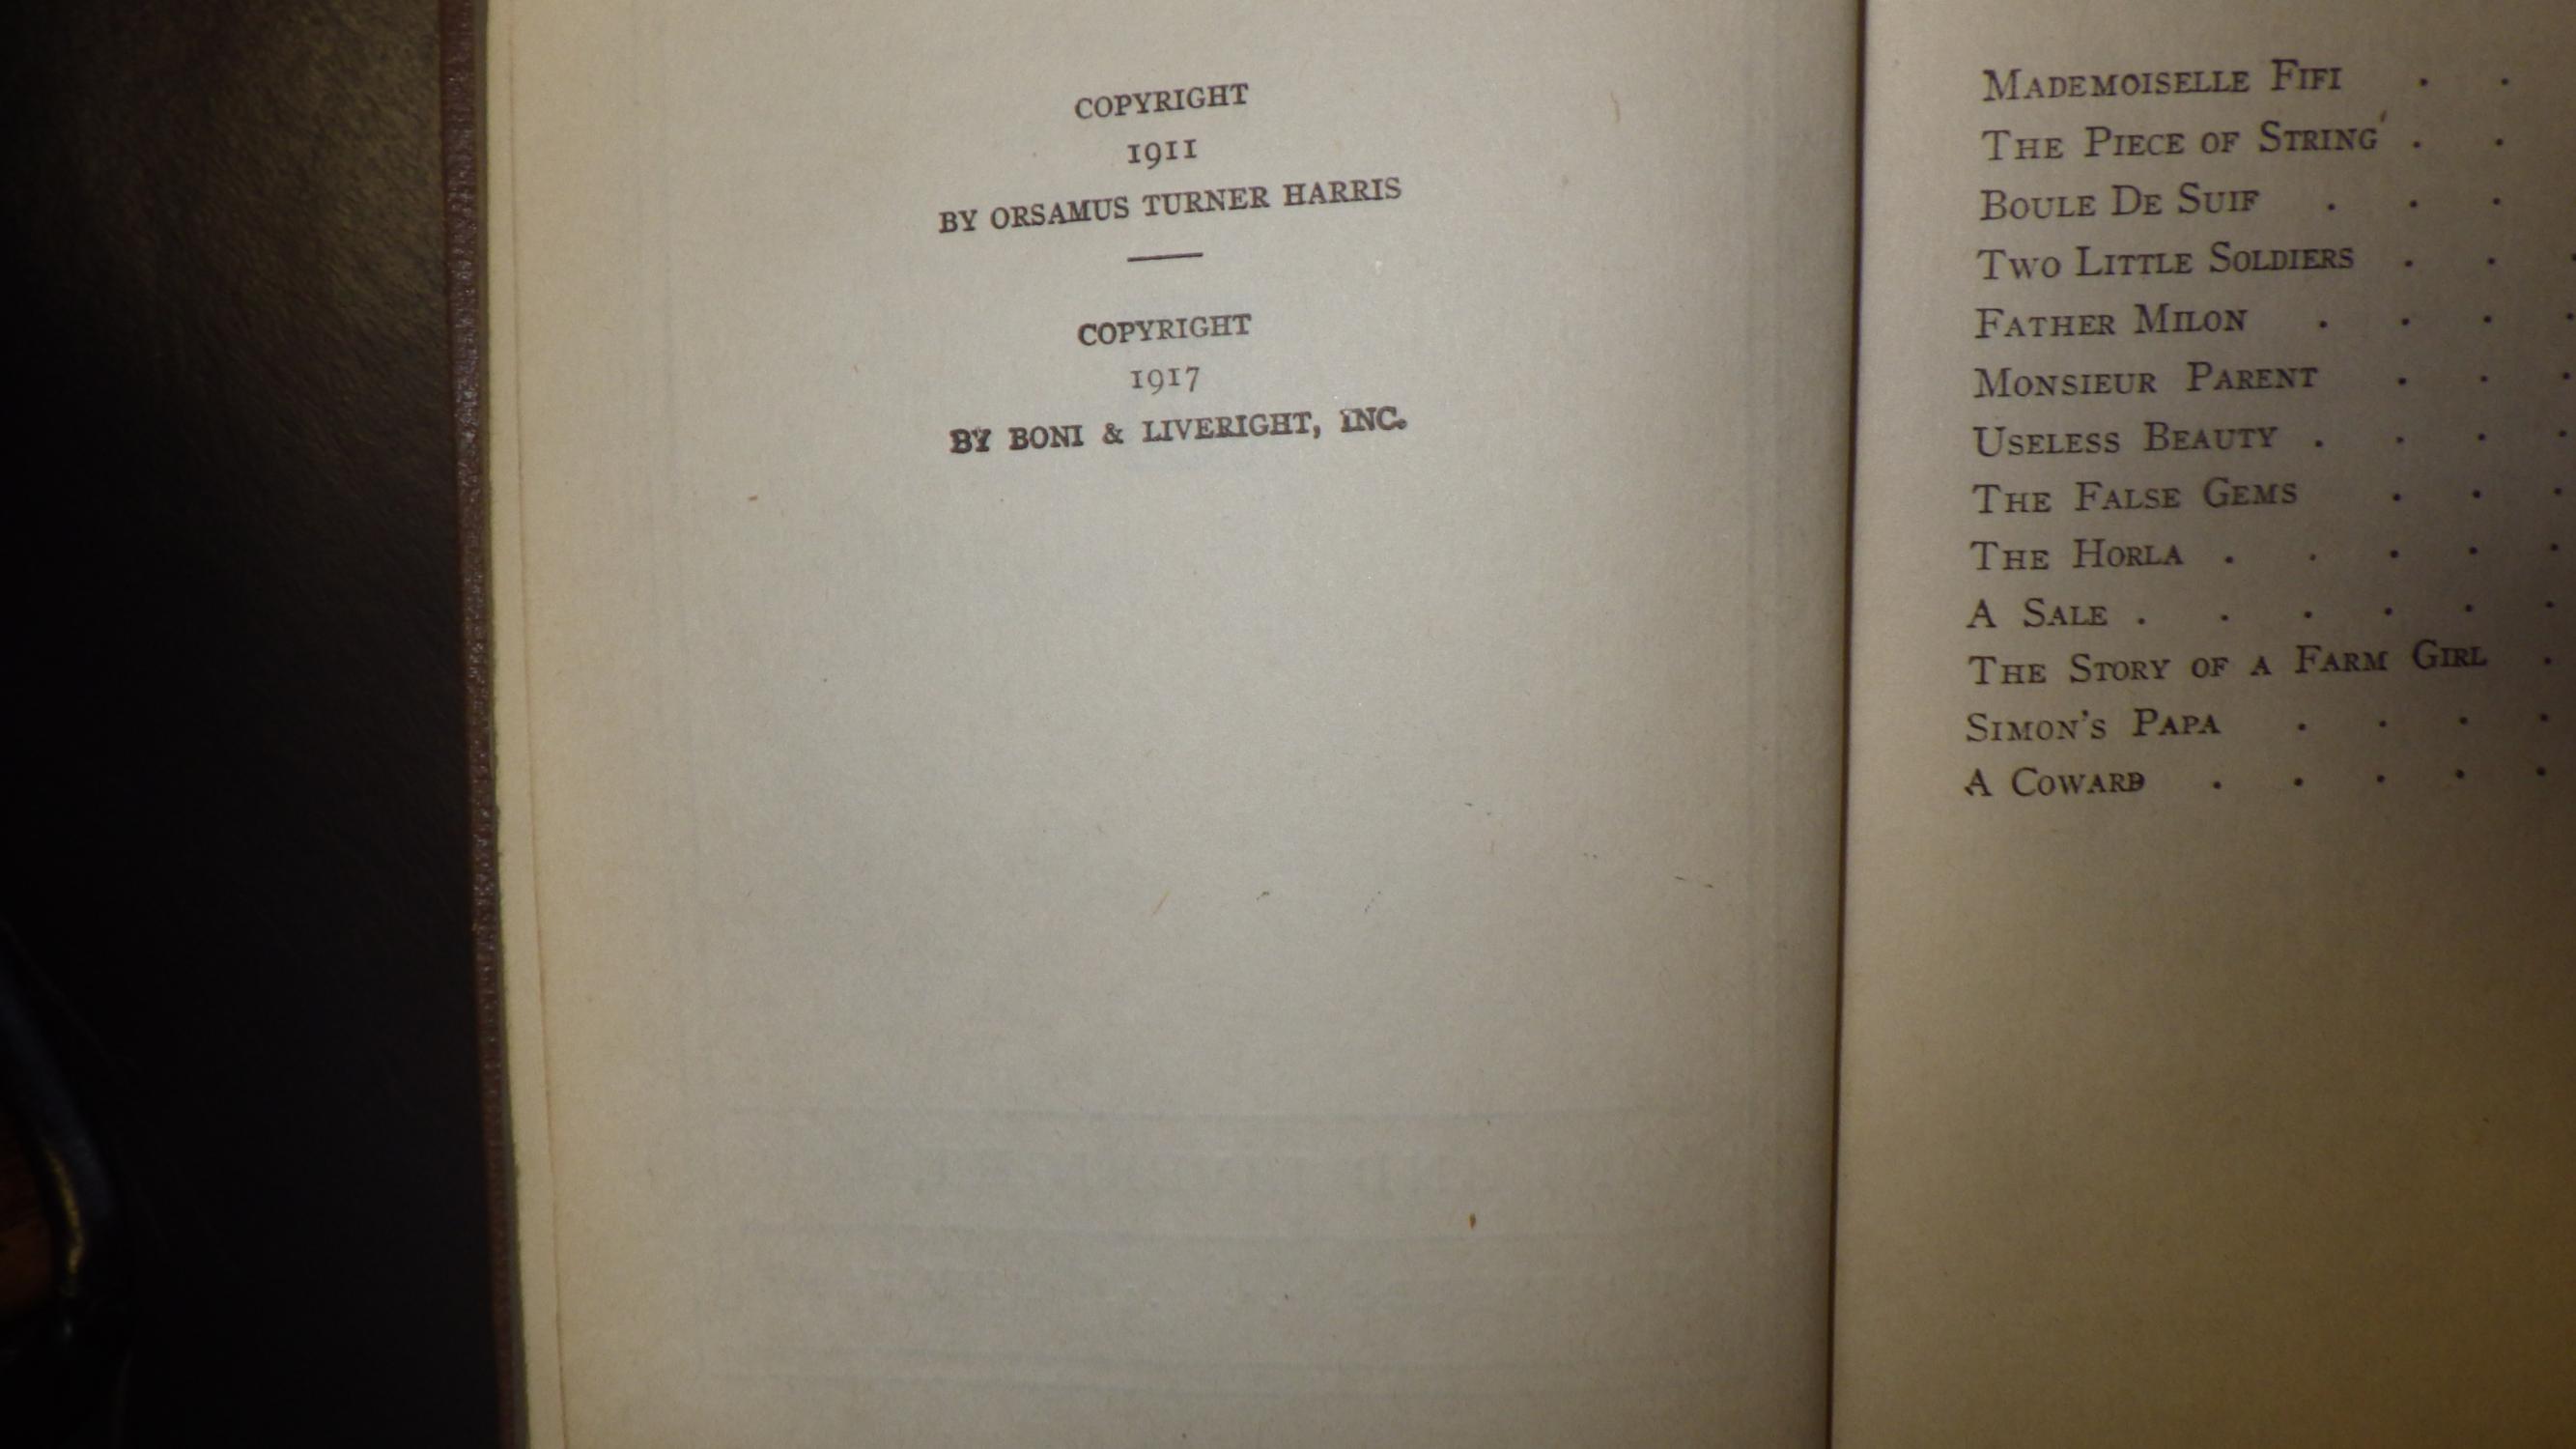 COPYRIGHT
1911
BY ORSAMUS TURNER HARRIS
COPYRIGHT
1917
BY BONI & LIVERIGHT, INC.
MADEMOISELLE FIFI . .
THE PIECE OF STRING . .
BOULE DE SUIF . . .
TWO LITTLE SOLDIERS . . .
FATHER MILON . . . .
MONSIEUR PARENT . . .
USELESS BEAUTY . . . .
THE FALSE GEMS . . .
THE HORLA . . . . .
A SALE . . . . . .
THE STORY OF A FARM GIRL .
SIMON'S PAPA . . . .
A COWARD . . . . .